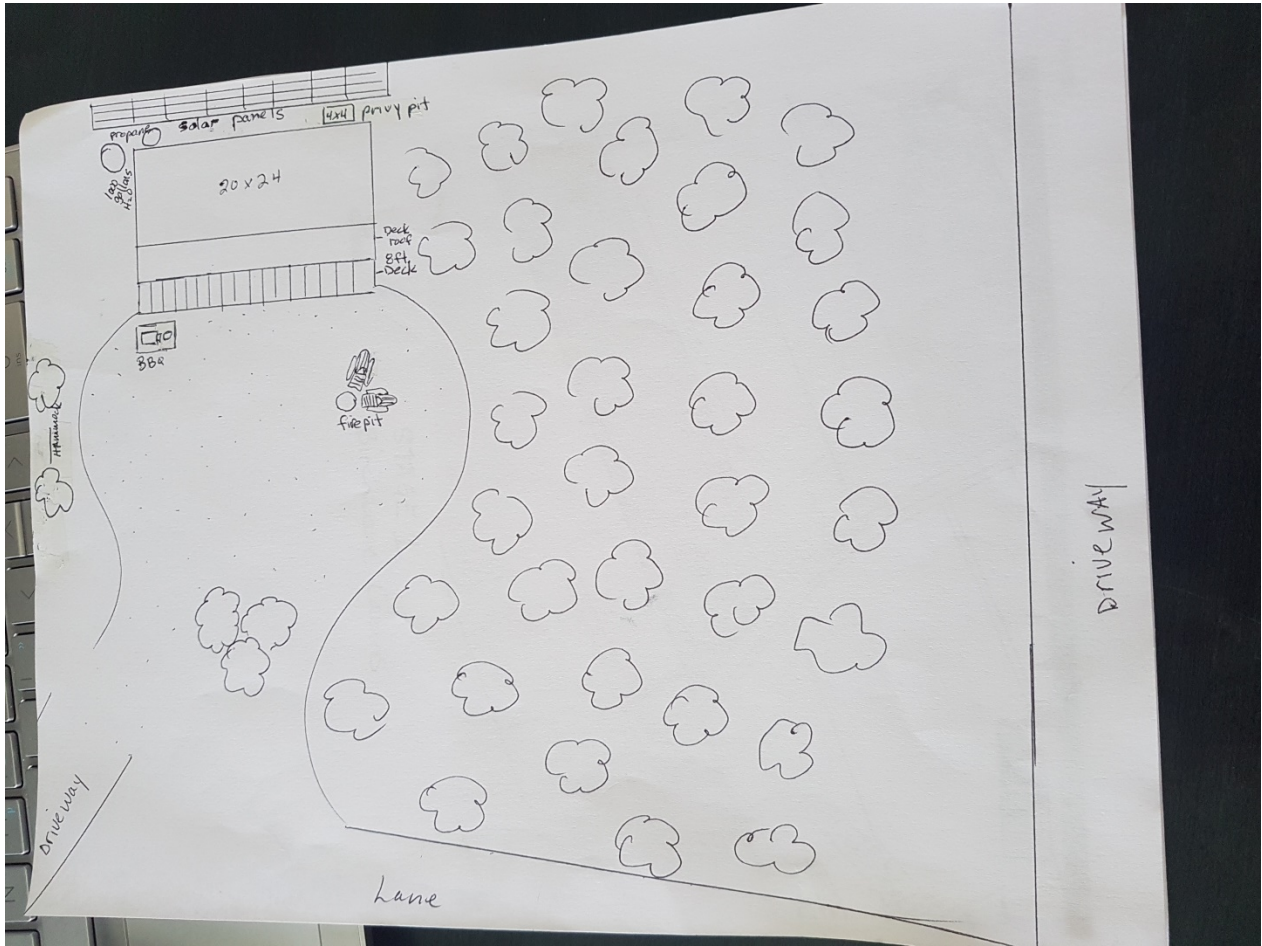 solar panels
4x4 privy pit
propane
1000
gallons
H2O
20 x 24
Deck
roof
8ft
Deck
BBQ
Hammock
firepit
Driveway
Driveway
Lane